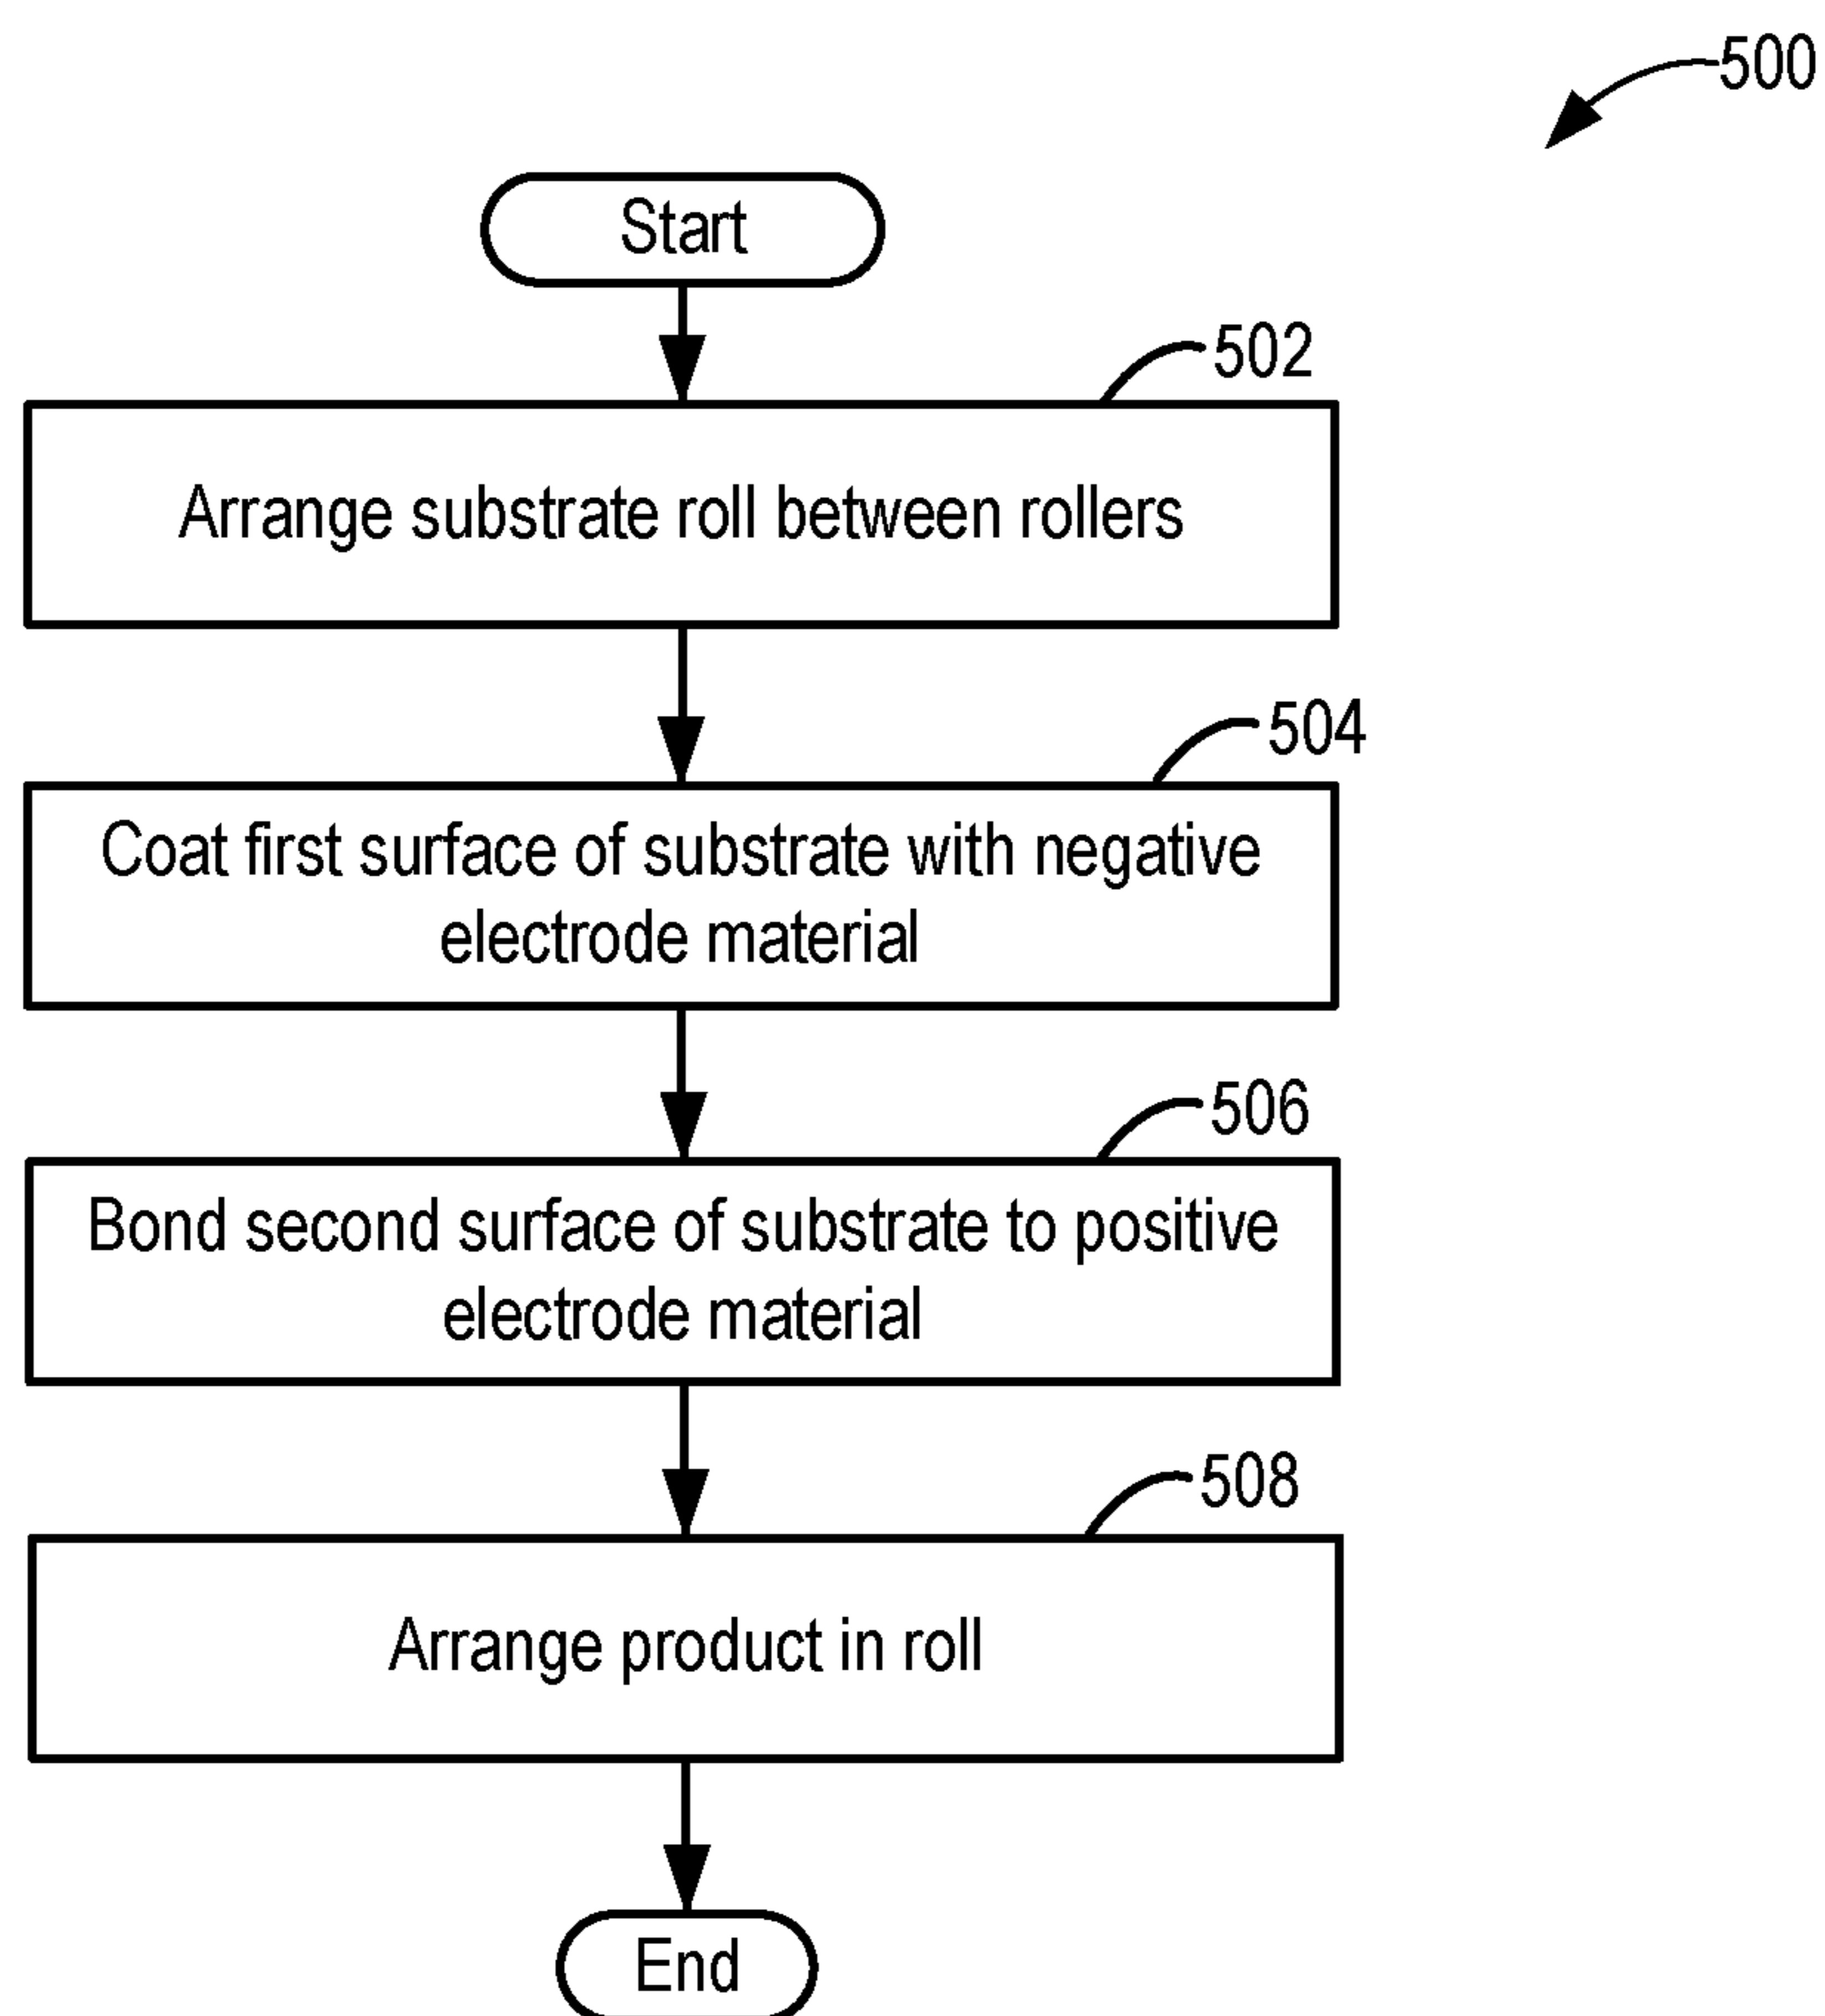 500
Start
502
Arrange substrate roll between rollers
504
Coat first surface of substrate with negative
electrode material
506
Bond second surface of substrate to positive
electrode material
508
Arrange product in roll
End